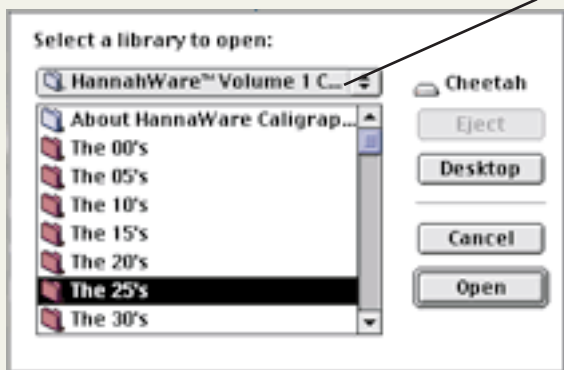 Select a library to open:
HannahWare™ Volume 1 C...
Cheetah
About HannaWare Caligrap...
Eject
The 00's
The 05's
Desktop
The 10's
The 15's
Cancel
The 20's
The 25's
Open
The 30's